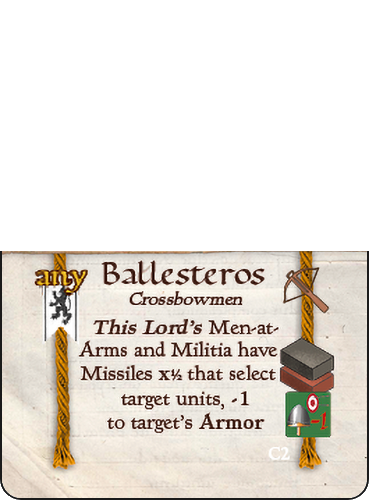 any Ballesteros
Crossbowmen
This Lord's Men-at-
Arms and Militia have
Missiles x½ that select
target units, -1
to target's Armor
-1
C2